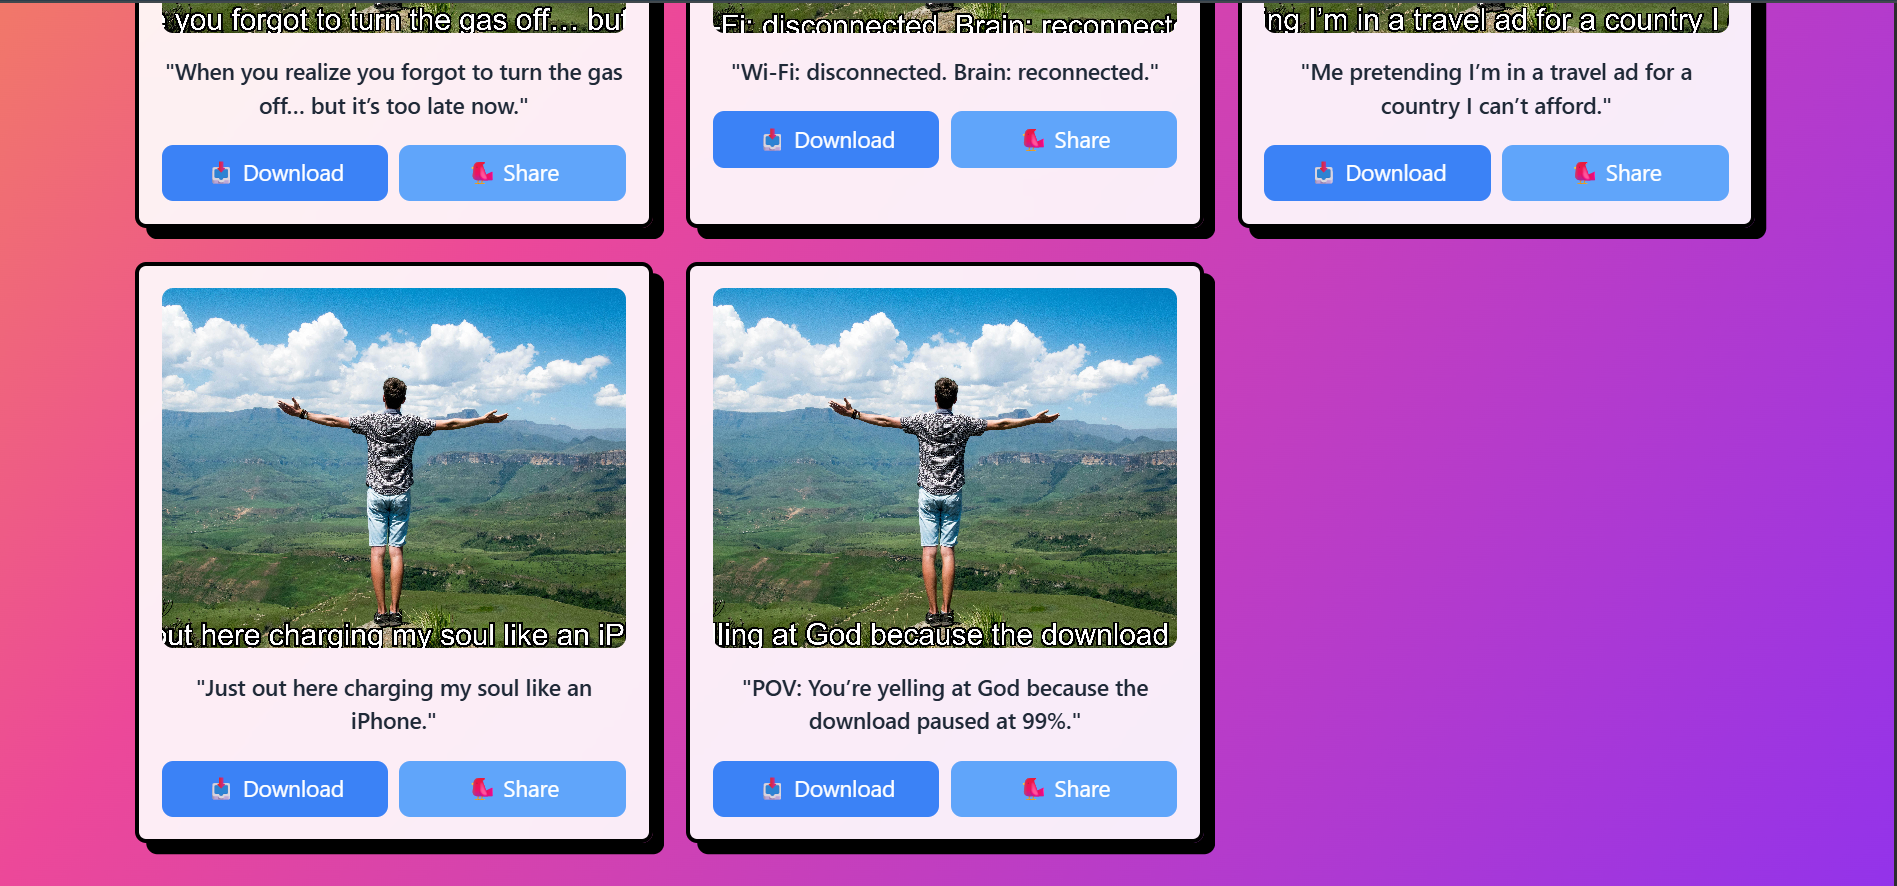 you forgot to turn the gas off... but
Fi: disconnected. Brain: reconnect
ng I’m in a travel ad for a country I
"When you realize you forgot to turn the gas
off... but it’s too late now."
"Wi-Fi: disconnected. Brain: reconnected."
"Me pretending I’m in a travel ad for a
country I can’t afford."
Download
Share
Download
Share
Download
Share
out here charging my soul like an iP
lling at God because the download
"Just out here charging my soul like an
iPhone."
"POV: You’re yelling at God because the
download paused at 99%."
Download
Share
Download
Share